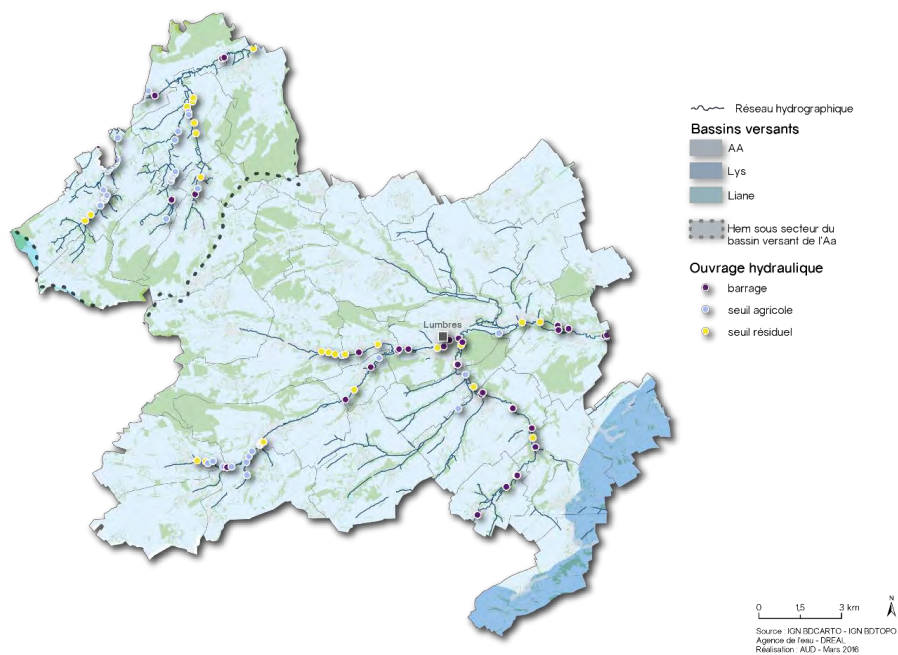 Réseau hydrographique
Bassins versants
AA
Lys
Liane
Hem sous secteur du
bassin versant de l'Aa
Ouvrage hydraulique
barrage
seuil agricole
seuil résiduel
Lumbres
0 1,5 3 km
N
Source : IGN BDCARTO - IGN BDTOPO
Agence de l'eau - DREAL
Réalisation : AUD - Mars 2016